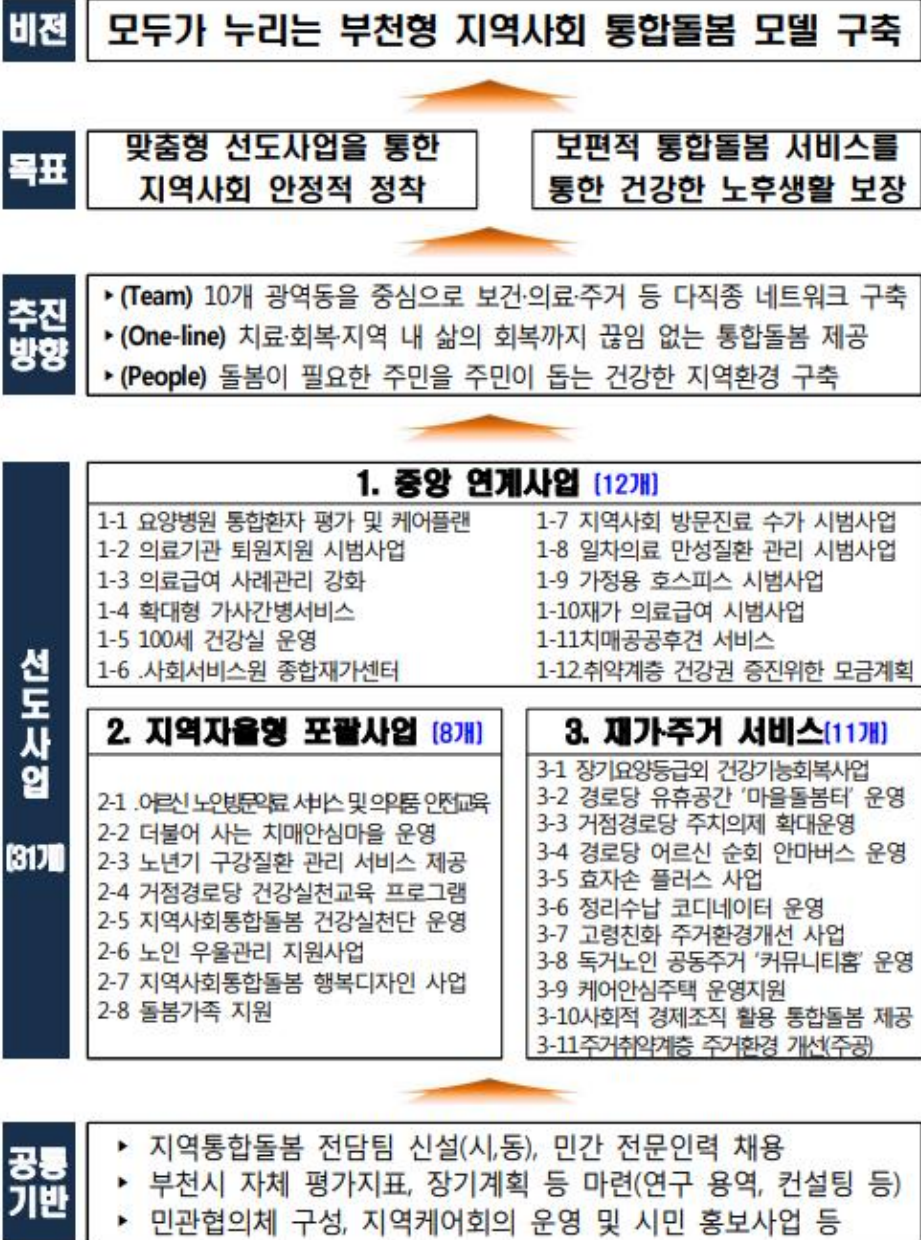 비전
모두가 누리는 부천형 지역사회 통합돌봄 모델 구축
목표
맞춤형 선도사업을 통한
지역사회 안정적 정착
보편적 통합돌봄 서비스를
통한 건강한 노후생활 보장
추진
방향
‣ (Team) 10개 광역동을 중심으로 보건·의료·주거 등 다직종 네트워크 구축
‣ (One-line) 치료·회복·지역 내 삶의 회복까지 끊임 없는 통합돌봄 제공
‣ (People) 돌봄이 필요한 주민을 주민이 돕는 건강한 지역환경 구축
선도사업
(31개)
1. 중앙 연계사업 (12개)
1-1 요양병원 통합환자 평가 및 케어플랜
1-2 의료기관 퇴원지원 시범사업
1-3 의료급여 사례관리 강화
1-4 확대형 가사간병서비스
1-5 100세 건강실 운영
1-6 .사회서비스원 종합재가센터
1-7 지역사회 방문진료 수가 시범사업
1-8 일차의료 만성질환 관리 시범사업
1-9 가정용 호스피스 시범사업
1-10재가 의료급여 시범사업
1-11치매공공후견 서비스
1-12.취약계층 건강권 증진위한 모금계획
2. 지역자율형 포괄사업 (8개)
2-1 .어르신 노인방문약료 서비스 및 의약품 안전교육
2-2 더불어 사는 치매안심마을 운영
2-3 노년기 구강질환 관리 서비스 제공
2-4 거점경로당 건강실천교육 프로그램
2-5 지역사회통합돌봄 건강실천단 운영
2-6 노인 우울관리 지원사업
2-7 지역사회통합돌봄 행복디자인 사업
2-8 돌봄가족 지원
3. 재가·주거 서비스(11개)
3-1 장기요양등급외 건강기능회복사업
3-2 경로당 유휴공간 '마을돌봄터' 운영
3-3 거점경로당 주치의제 확대운영
3-4 경로당 어르신 순회 안마버스 운영
3-5 효자손 플러스 사업
3-6 정리수납 코디네이터 운영
3-7 고령친화 주거환경개선 사업
3-8 독거노인 공동주거 '커뮤니티홈' 운영
3-9 케어안심주택 운영지원
3-10사회적 경제조직 활용 통합돌봄 제공
3-11주거취약계층 주거환경 개선(주공)
공통
기반
‣ 지역통합돌봄 전담팀 신설(시,동), 민간 전문인력 채용
‣ 부천시 자체 평가지표, 장기계획 등 마련(연구 용역, 컨설팅 등)
‣ 민관협의체 구성, 지역케어회의 운영 및 시민 홍보사업 등